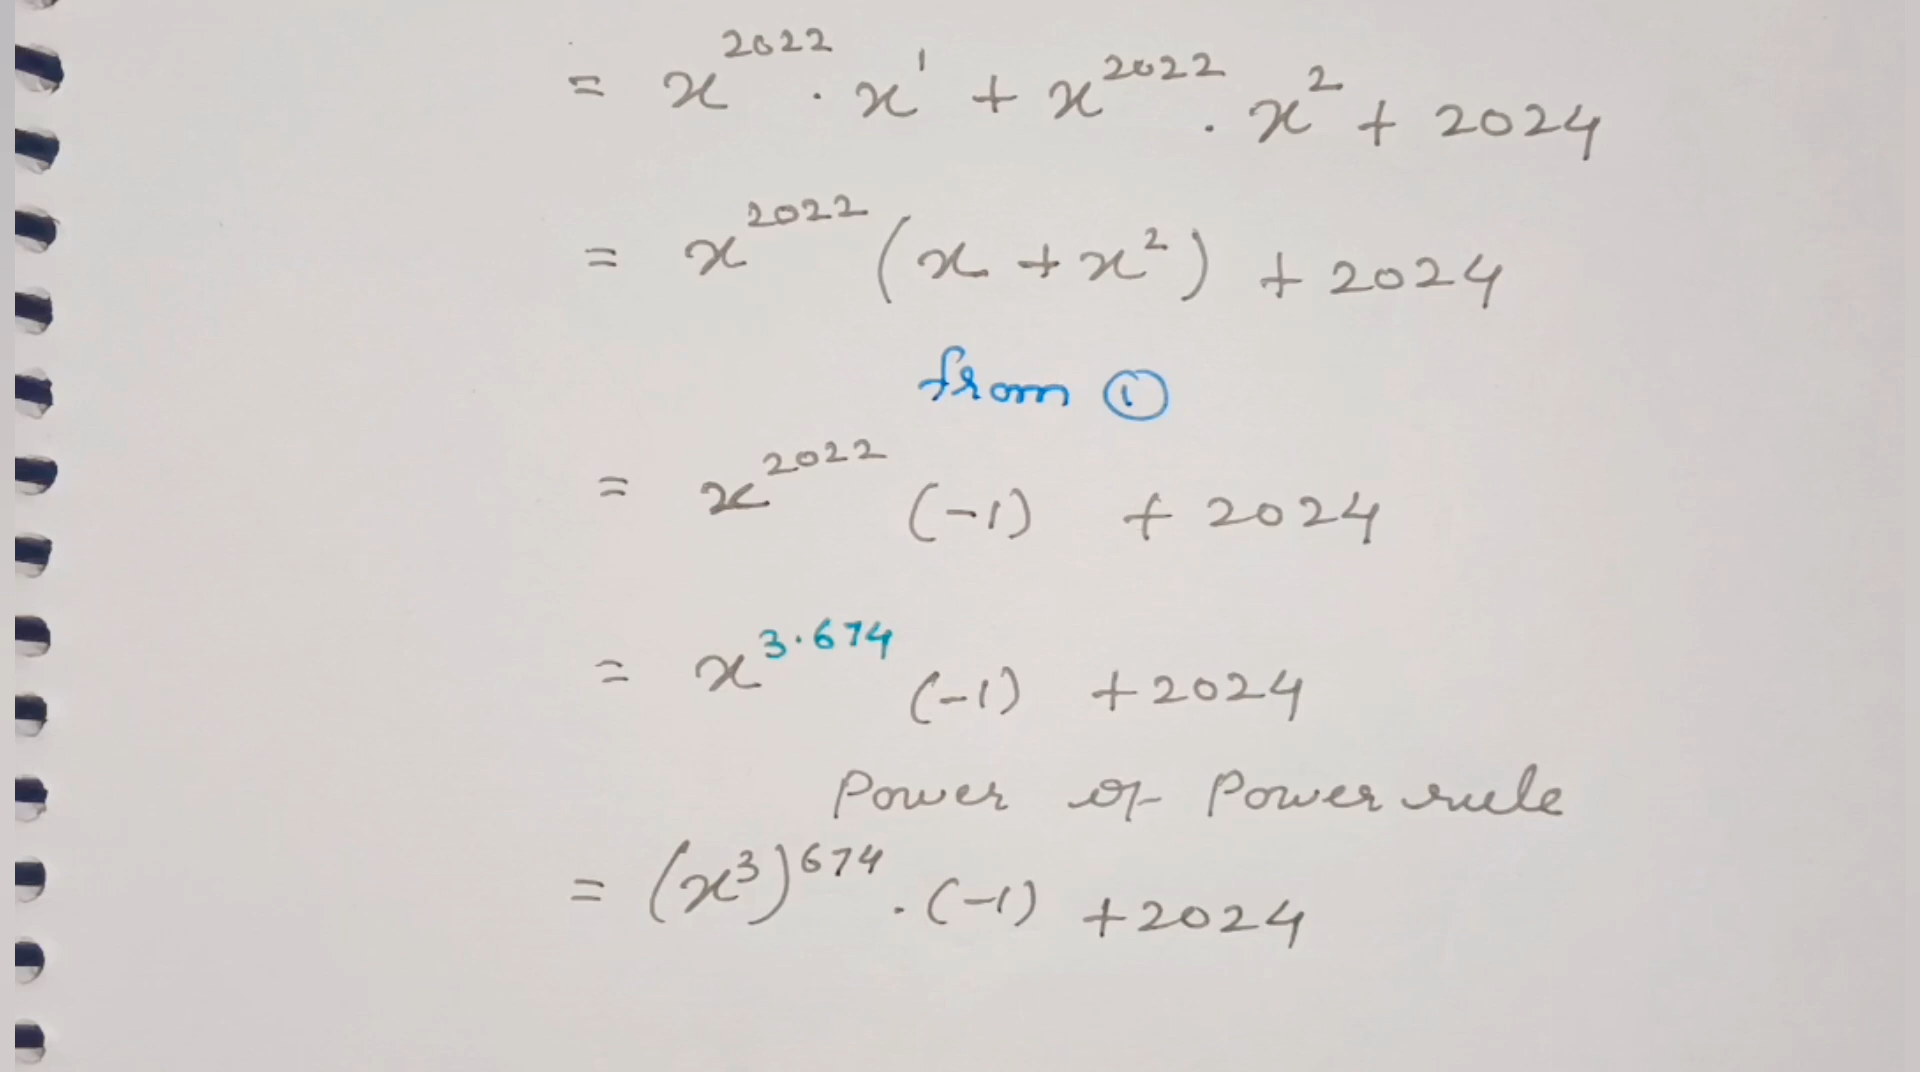 = x^2022 . x^1 + x^2022 . x^2 + 2024
= x^2022 (x + x^2) + 2024
from ①
= x^2022 (-1) + 2024
= x^3·674 (-1) + 2024
Power of Power rule
= (x^3)^674 . (-1) + 2024